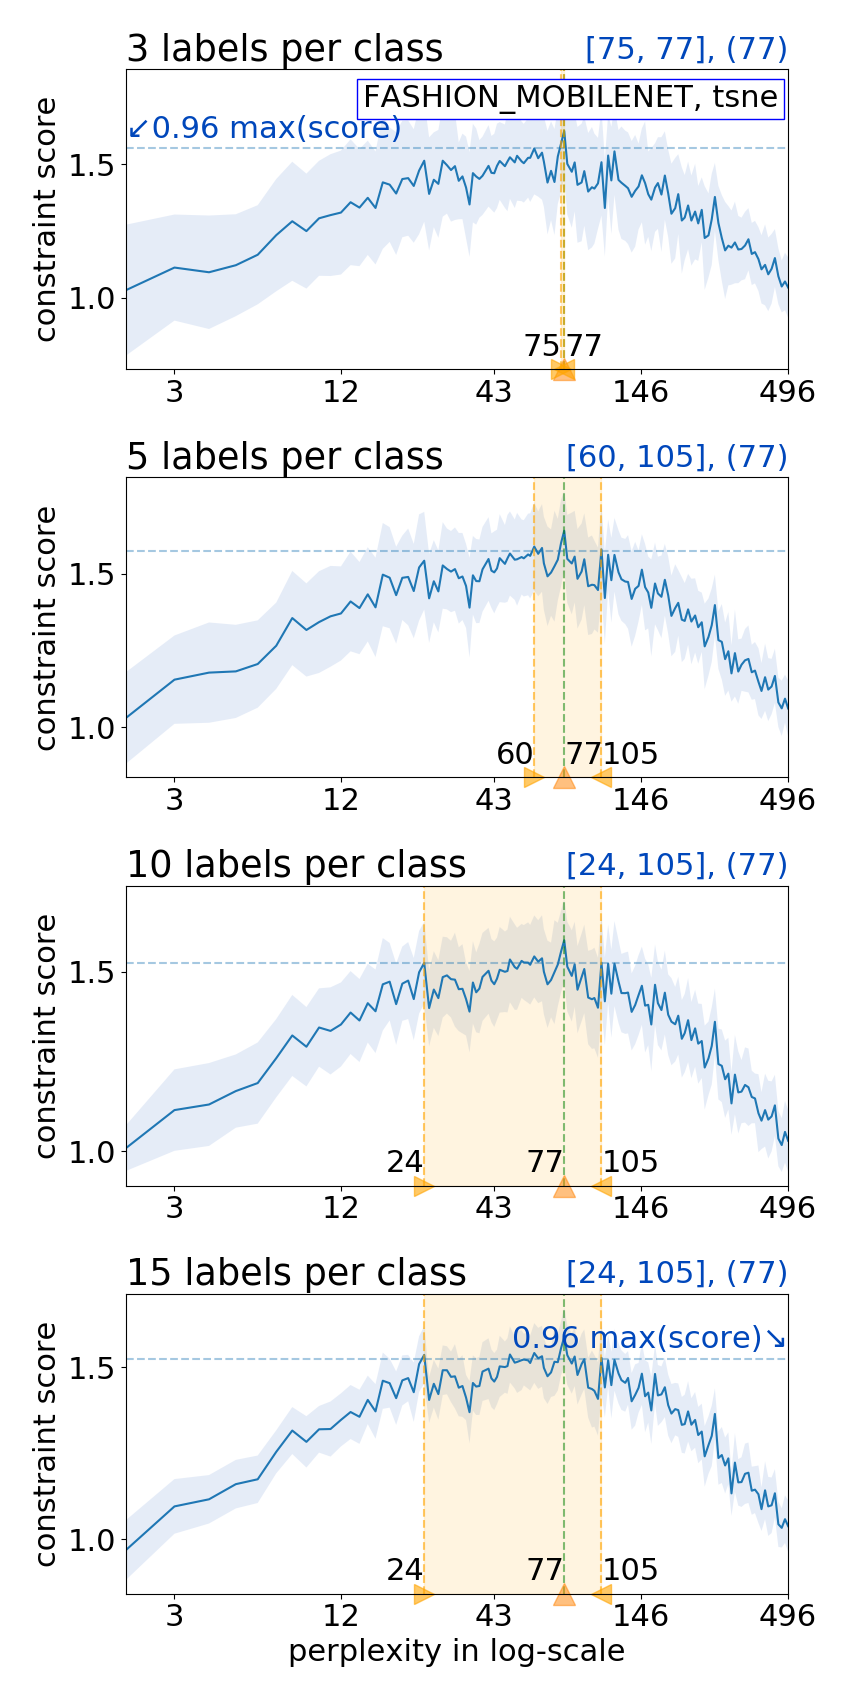 3 labels per class [75, 77], (77)
FASHION_MOBILENET, tsne
↙0.96 max(score)
constraint score
1.5
1.0
75 77
3 12 43 146 496
5 labels per class [60, 105], (77)
constraint score
1.5
1.0
60 77 105
3 12 43 146 496
10 labels per class [24, 105], (77)
constraint score
1.5
1.0
24 77 105
3 12 43 146 496
15 labels per class [24, 105], (77)
0.96 max(score)↘
constraint score
1.5
1.0
24 77 105
3 12 43 146 496
perplexity in log-scale